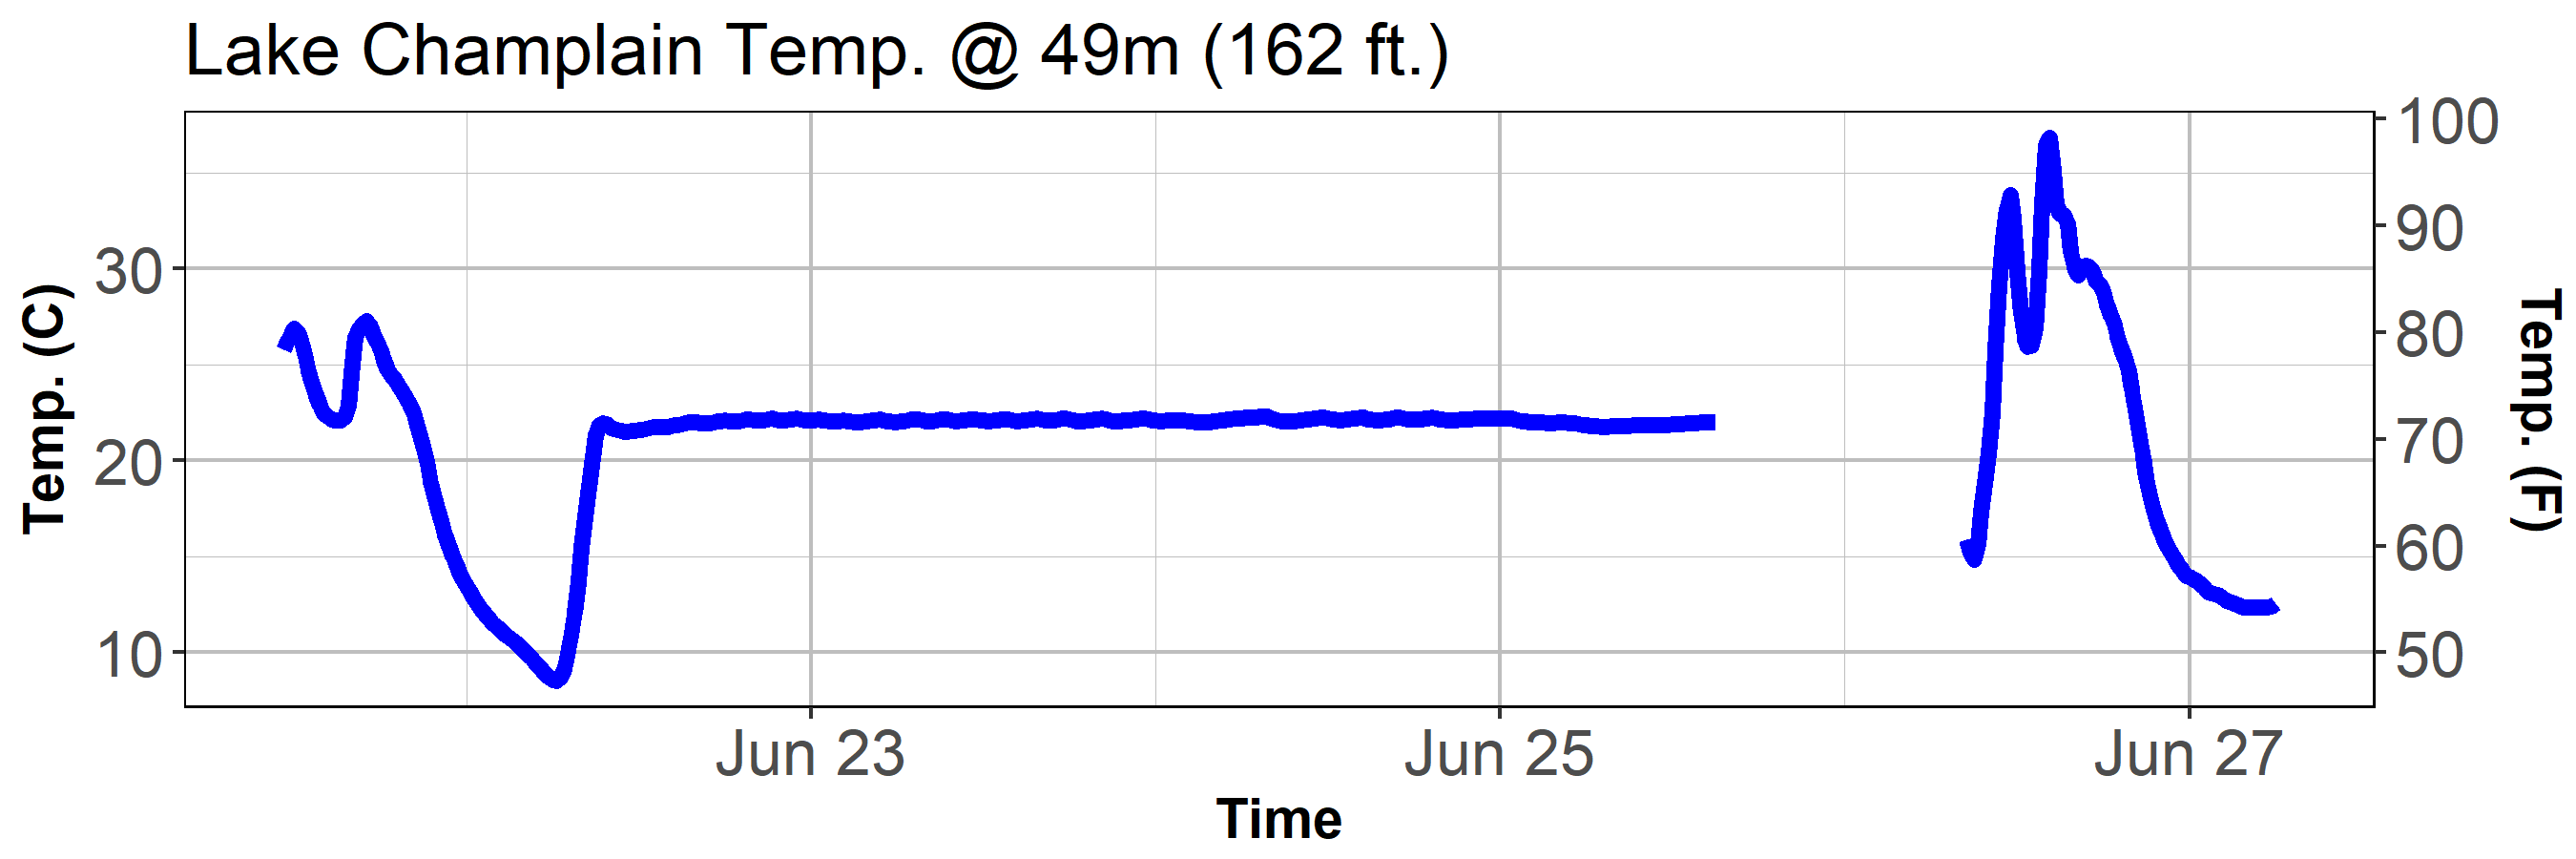 Lake Champlain Temp. @ 49m (162 ft.)
Temp. (C)
30
20
10
100
90
80
70
60
50
Temp. (F)
Jun 23
Jun 25
Jun 27
Time